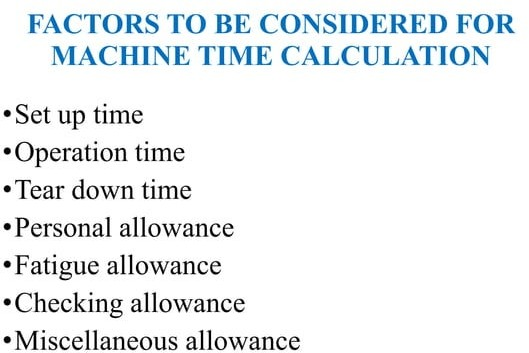 FACTORS TO BE CONSIDERED FOR
MACHINE TIME CALCULATION
•Set up time
•Operation time
•Tear down time
•Personal allowance
•Fatigue allowance
•Checking allowance
•Miscellaneous allowance